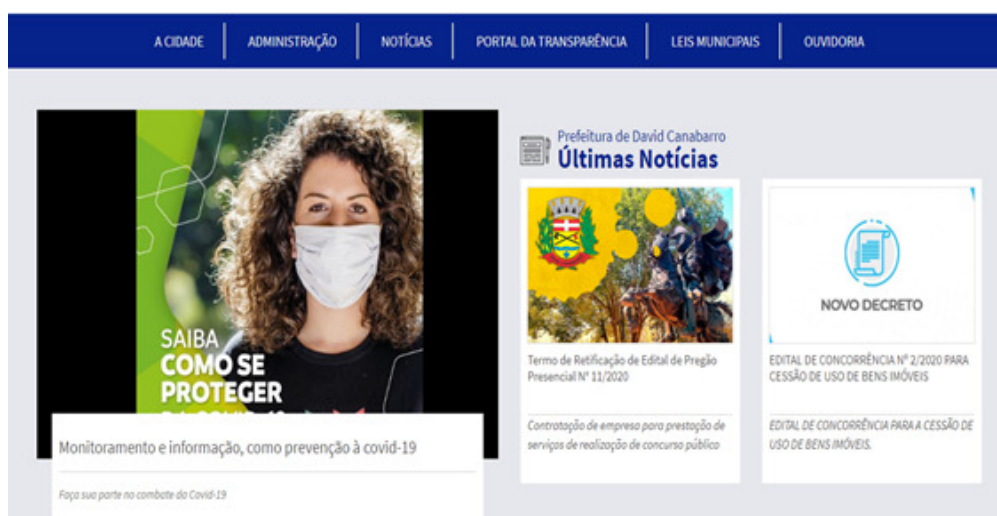 A CIDADE
ADMINISTRAÇÃO
NOTÍCIAS
PORTAL DA TRANSPARÊNCIA
LEIS MUNICIPAIS
OUVIDORIA
SAIBA
COMO SE
PROTEGER
DA COVID-19
Monitoramento e informação, como prevenção à covid-19
Faça sua parte no combate da Covid-19
Prefeitura de David Canabarro
Últimas Notícias
Termo de Retificação de Edital de Pregão
Presencial N° 11/2020
Contratação de empresa para prestação de
serviços de realização de concurso público
NOVO DECRETO
EDITAL DE CONCORRÊNCIA Nº 2/2020 PARA
CESSÃO DE USO DE BENS IMÓVEIS
EDITAL DE CONCORRÊNCIA PARA A CESSÃO DE
USO DE BENS IMÓVEIS.